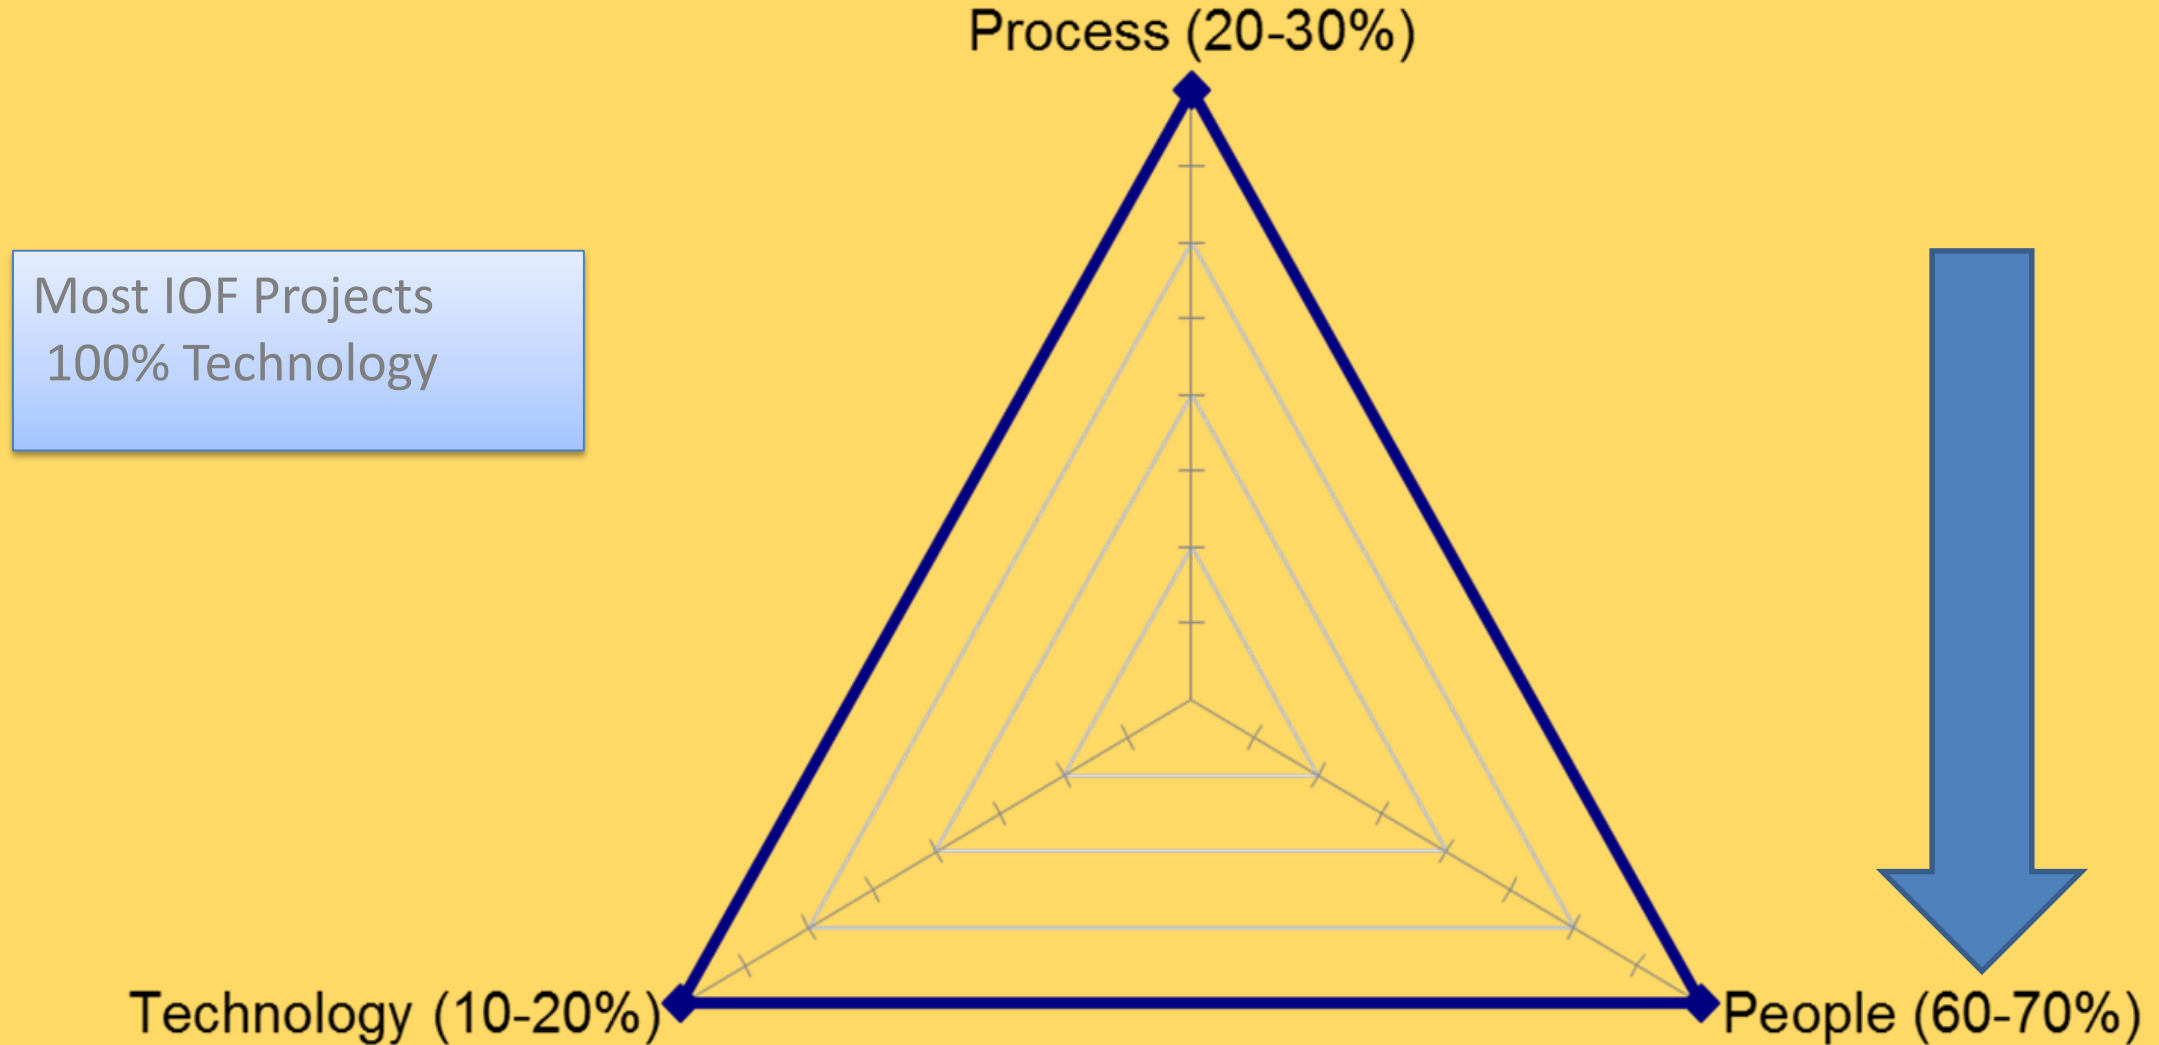 Process (20-30%)
Most IOF Projects
100% Technology
Technology (10-20%)
People (60-70%)